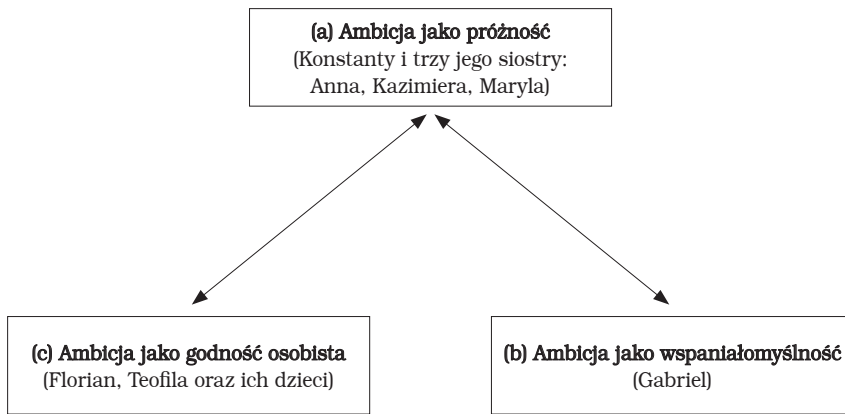 (a) Ambicja jako próżność
(Konstanty i trzy jego siostry:
Anna, Kazimiera, Maryla)
(c) Ambicja jako godność osobista
(Florian, Teofila oraz ich dzieci)
(b) Ambicja jako wspaniałomyślność
(Gabriel)